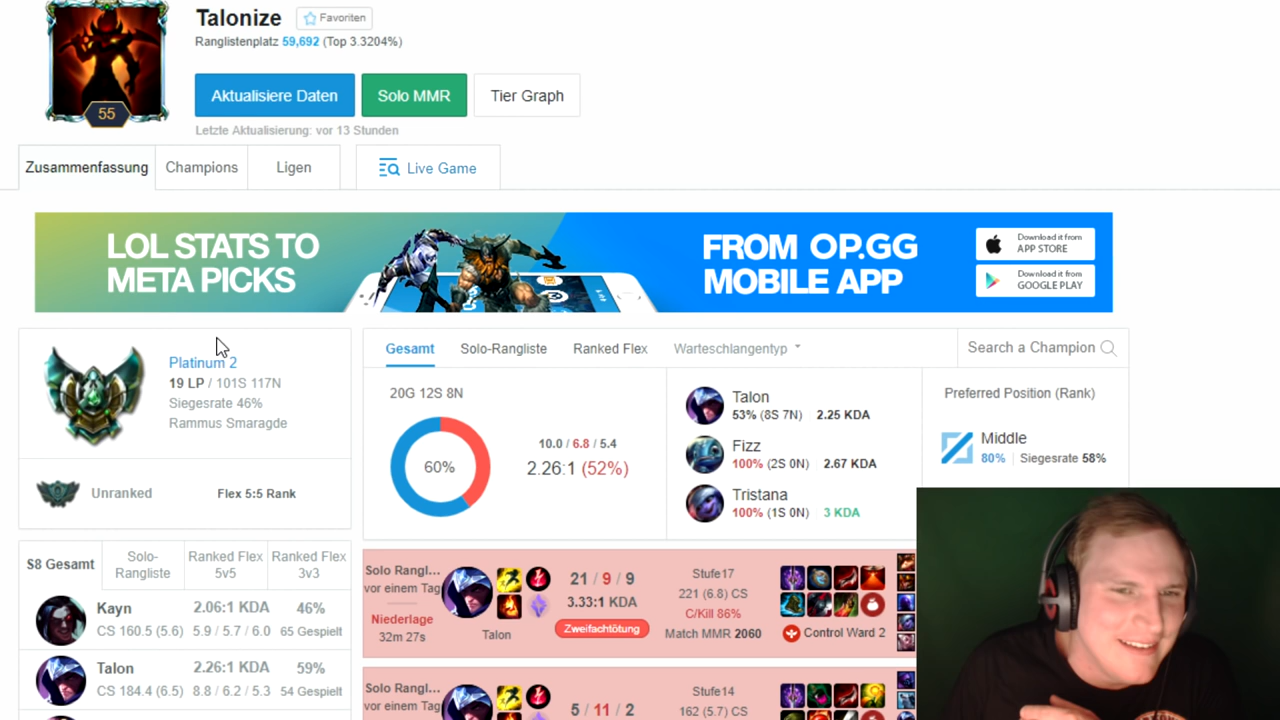 Talonize
Favoriten
Ranglistenplatz 59,692 (Top 3.3204%)
55
Aktualisiere Daten
Solo MMR
Tier Graph
Letzte Aktualisierung: vor 13 Stunden
Zusammenfassung
Champions
Ligen
Live Game
LOL STATS TO
META PICKS
FROM OP.GG
MOBILE APP
Download it from
APP STORE
Download it from
GOOGLE PLAY
Platinum 2
19 LP / 101S 117N
Siegesrate 46%
Rammus Smaragde
Unranked
Flex 5:5 Rank
Gesamt
Solo-Rangliste
Ranked Flex
Warteschlangentyp
Search a Champion
20G 12S 8N
60%
10.0 / 6.8 / 5.4
2.26:1 (52%)
Talon
53% (8S 7N) 2.25 KDA
Fizz
100% (2S 0N) 2.67 KDA
Tristana
100% (1S 0N) 3 KDA
Preferred Position (Rank)
Middle
80% Siegesrate 58%
S8 Gesamt
Solo-
Rangliste
Ranked Flex
5v5
Ranked Flex
3v3
Kayn
CS 160.5 (5.6)
2.06:1 KDA
5.9 / 5.7 / 6.0
46%
65 Gespielt
Talon
CS 184.4 (6.5)
2.26:1 KDA
8.8 / 6.2 / 5.3
59%
54 Gespielt
Solo Rangl...
vor einem Tag
Niederlage
32m 27s
Talon
21 / 9 / 9
3.33:1 KDA
Zweifachtötung
Stufe17
221 (6.8) CS
C/Kill 86%
Match MMR 2060
Control Ward 2
Solo Rangl...
vor einem Tag
5 / 11 / 2
Stufe14
162 (5.7) CS